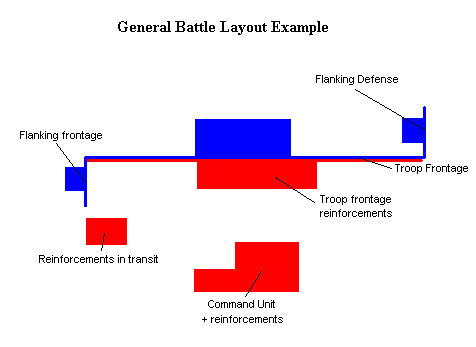 General Battle Layout Example
Flanking Defense
Flanking frontage
Troop Frontage
Troop frontage
reinforcements
Reinforcements in transit
Command Unit
+ reinforcements